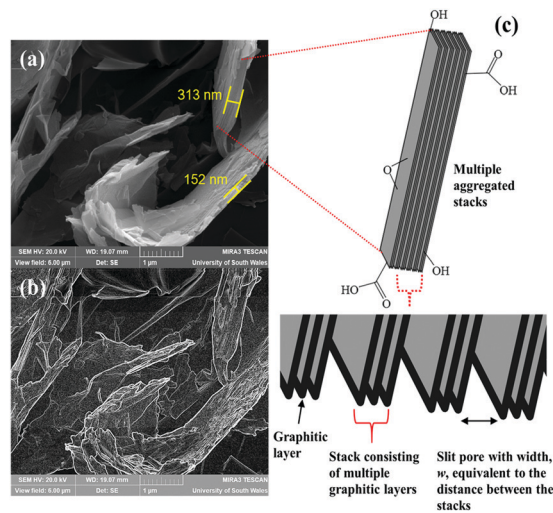 (a)
313 nm
152 nm
SEM HV: 20.0 kV
WD: 19.07 mm
MIRA3 TESCAN
View field: 6.00 µm
Det: SE
1 µm
University of South Wales
(b)
SEM HV: 20.0 kV
WD: 19.07 mm
MIRA3 TESCAN
View field: 6.00 µm
Det: SE
1 µm
University of South Wales
(c)
OH
O
OH
O
Multiple
aggregated
stacks
OH
HO
O
Graphitic
layer
Stack consisting
of multiple
graphitic layers
Slit pore with width,
w, equivalent to the
distance between the
stacks